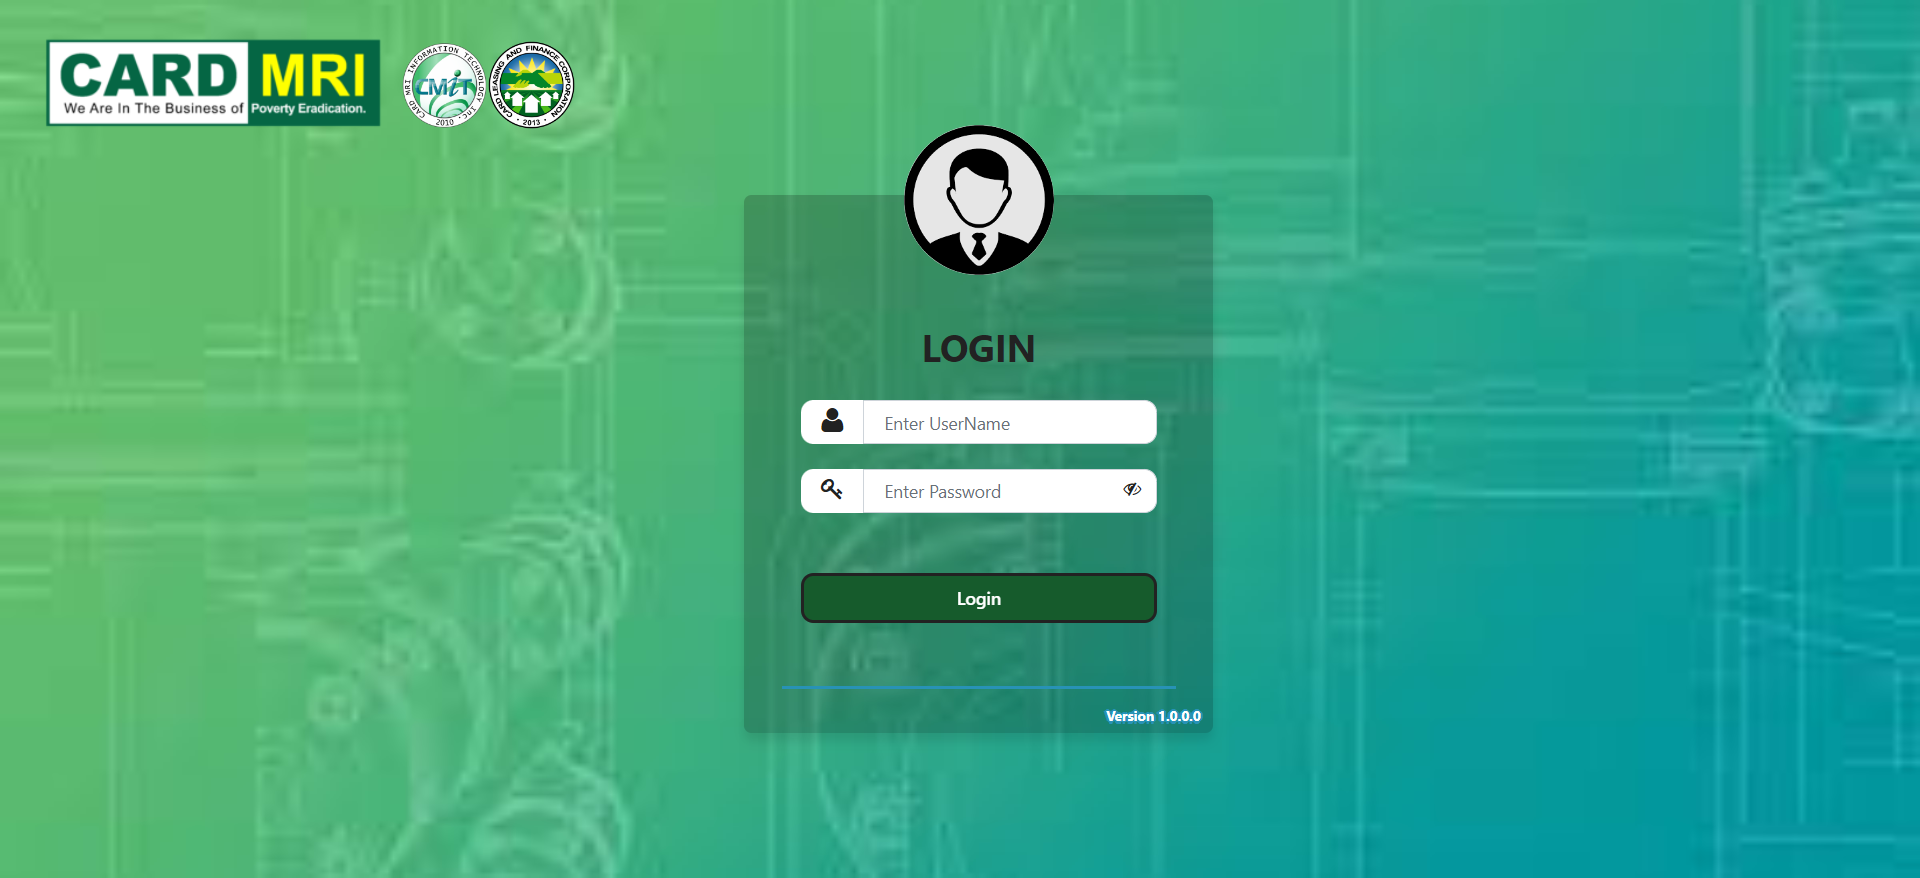 CARD MRI
We Are In The Business of Poverty Eradication.
CARD MRI INFORMATION TECHNOLOGY INC.
CMiT
2010
CARD LEASING AND FINANCE CORPORATION
2013
LOGIN
Enter UserName
Enter Password
Login
Version 1.0.0.0